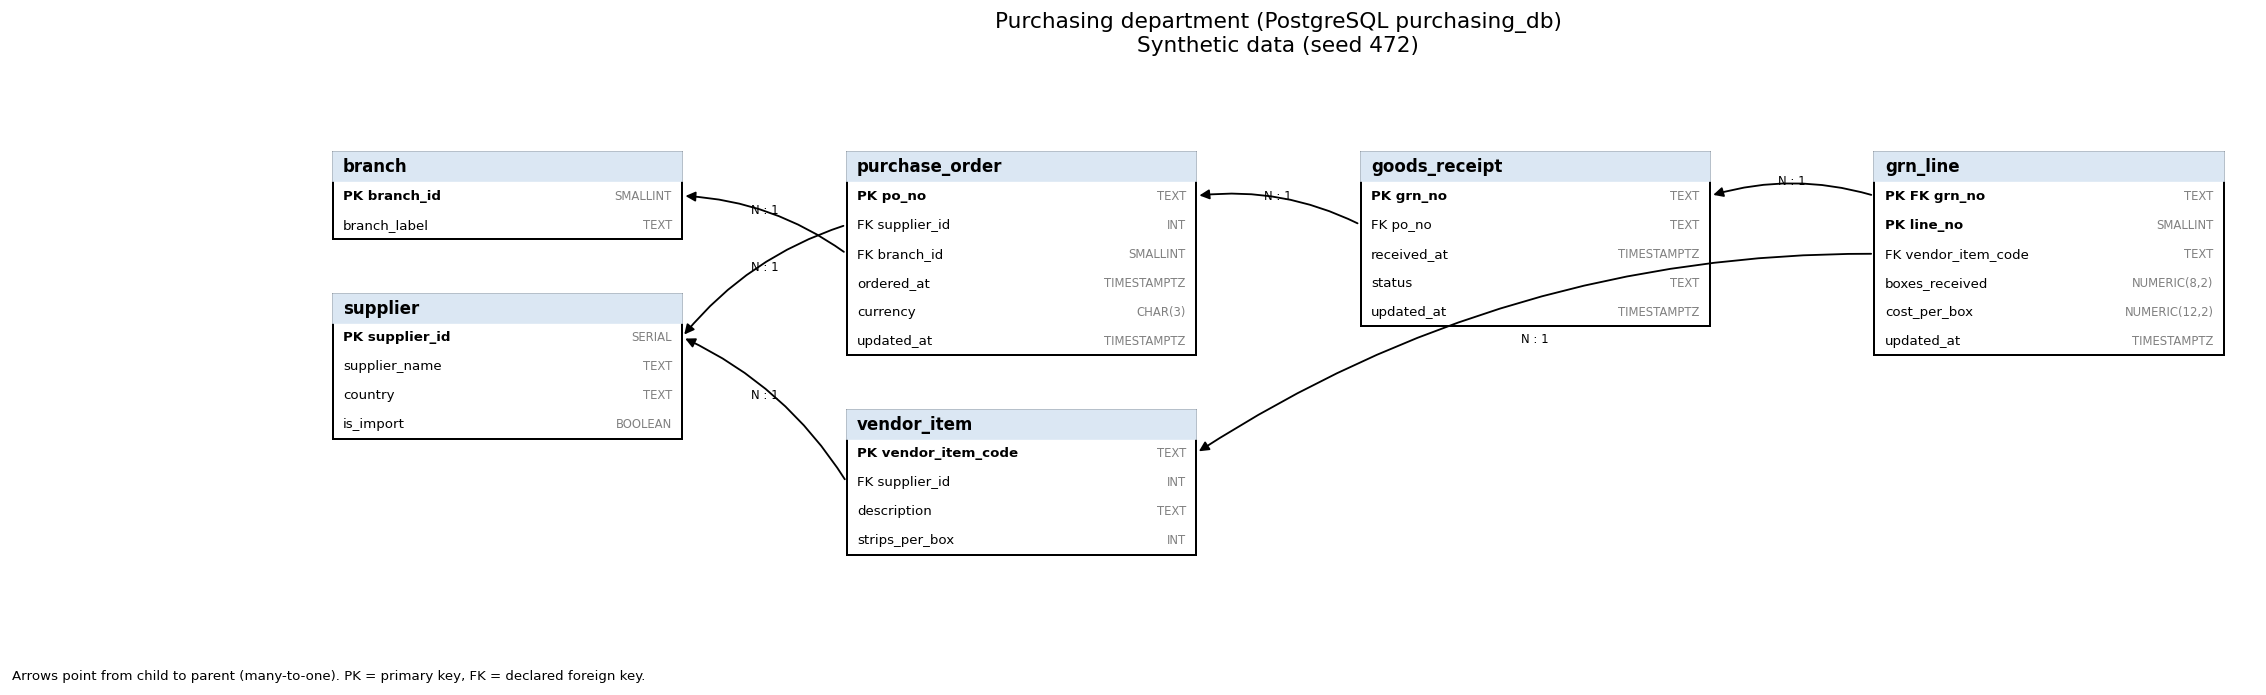 Purchasing department (PostgreSQL purchasing_db)
Synthetic data (seed 472)
branch
PK branch_id SMALLINT
branch_label TEXT
supplier
PK supplier_id SERIAL
supplier_name TEXT
country TEXT
is_import BOOLEAN
N : 1
N : 1
N : 1
purchase_order
PK po_no TEXT
FK supplier_id INT
FK branch_id SMALLINT
ordered_at TIMESTAMPTZ
currency CHAR(3)
updated_at TIMESTAMPTZ
vendor_item
PK vendor_item_code TEXT
FK supplier_id INT
description TEXT
strips_per_box INT
N : 1
goods_receipt
PK grn_no TEXT
FK po_no TEXT
received_at TIMESTAMPTZ
status TEXT
updated_at TIMESTAMPTZ
N : 1
N : 1
grn_line
PK FK grn_no TEXT
PK line_no SMALLINT
FK vendor_item_code TEXT
boxes_received NUMERIC(8,2)
cost_per_box NUMERIC(12,2)
updated_at TIMESTAMPTZ
Arrows point from child to parent (many-to-one). PK = primary key, FK = declared foreign key.